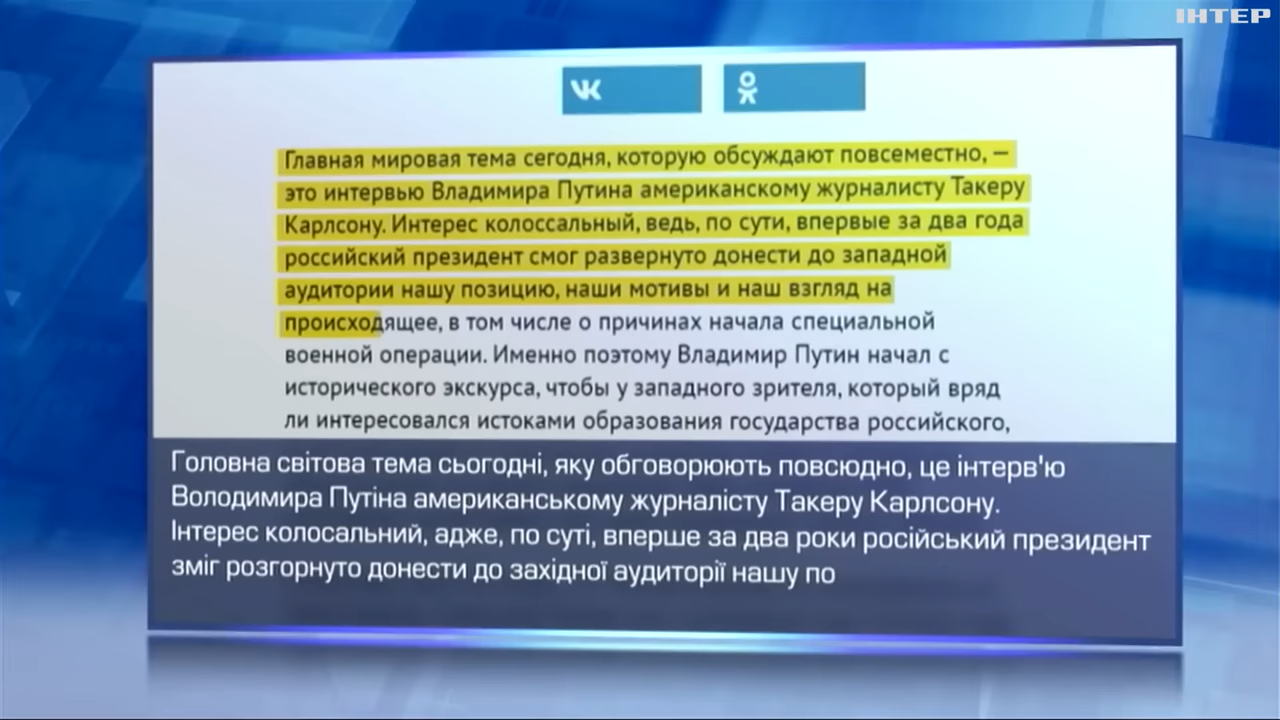 ІНТЕР
Главная мировая тема сегодня, которую обсуждают повсеместно, —
это интервью Владимира Путина американскому журналисту Такеру
Карлсону. Интерес колоссальный, ведь, по сути, впервые за два года
российский президент смог развернуто донести до западной
аудитории нашу позицию, наши мотивы и наш взгляд на
происходящее, в том числе о причинах начала специальной
военной операции. Именно поэтому Владимир Путин начал с
исторического экскурса, чтобы у западного зрителя, который вряд
ли интересовался истоками образования государства российского,
Головна світова тема сьогодні, яку обговорюють повсюдно, це інтерв'ю
Володимира Путіна американському журналісту Такеру Карлсону.
Інтерес колосальний, адже, по суті, вперше за два роки російський президент
зміг розгорнуто донести до західної аудиторії нашу по